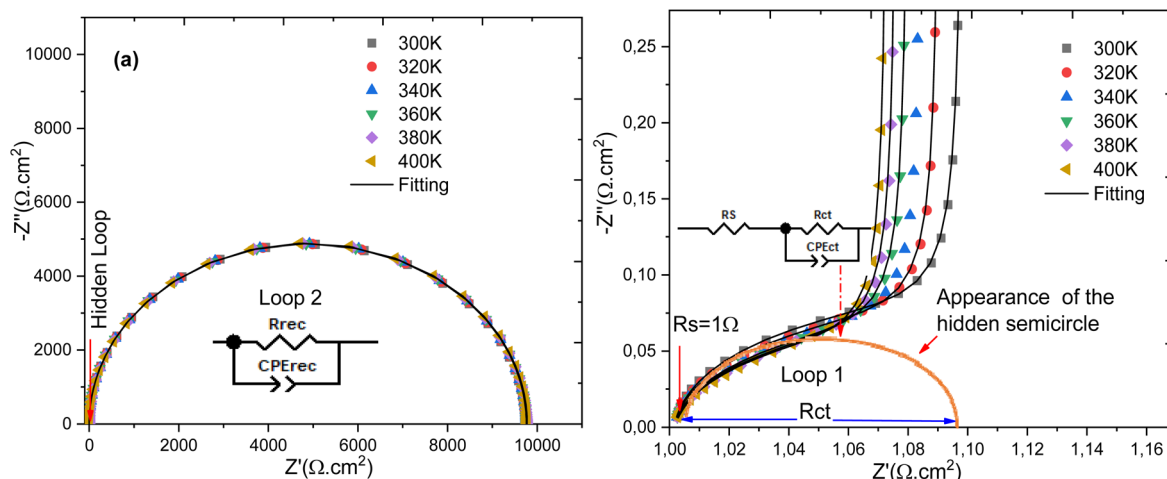 (a)
300K
320K
340K
360K
380K
400K
Fitting
-Z''(Ω.cm²)
10000
8000
6000
4000
2000
0
Hidden Loop
Loop 2
Rrec
CPErec
0
2000
4000
6000
8000
10000
Z'(Ω.cm²)
300K
320K
340K
360K
380K
400K
Fitting
-Z''(Ω.cm²)
0,25
0,20
0,15
0,10
0,05
0,00
RS
Rct
CPEct
Appearance of the
hidden semicircle
Rs=1Ω
Loop 1
Rct
1,00
1,02
1,04
1,06
1,08
1,10
1,12
1,14
1,16
Z'(Ω.cm²)